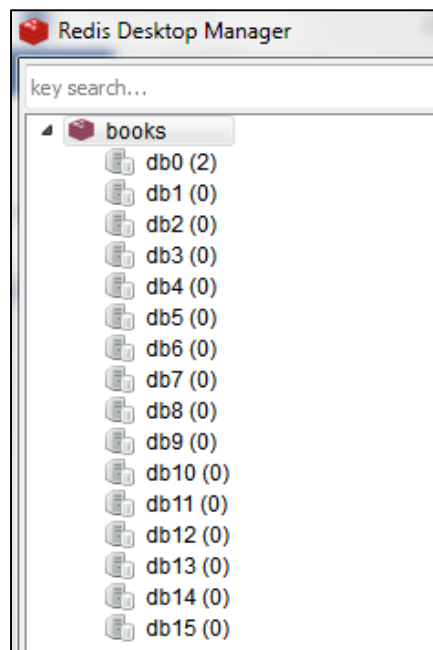 Redis Desktop Manager
key search...
books
db0 (2)
db1 (0)
db2 (0)
db3 (0)
db4 (0)
db5 (0)
db6 (0)
db7 (0)
db8 (0)
db9 (0)
db10 (0)
db11 (0)
db12 (0)
db13 (0)
db14 (0)
db15 (0)